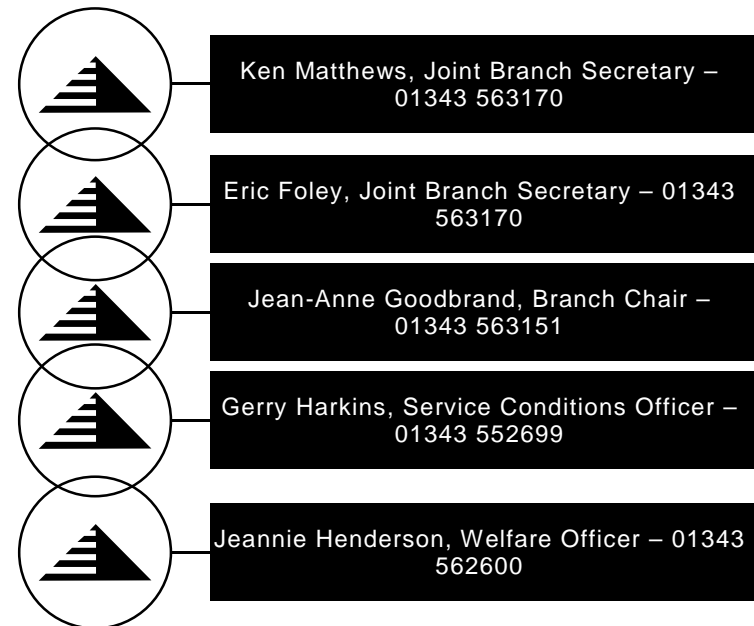 Ken Matthews, Joint Branch Secretary –
01343 563170
Eric Foley, Joint Branch Secretary – 01343
563170
Jean-Anne Goodbrand, Branch Chair –
01343 563151
Gerry Harkins, Service Conditions Officer –
01343 552699
Jeannie Henderson, Welfare Officer – 01343
562600